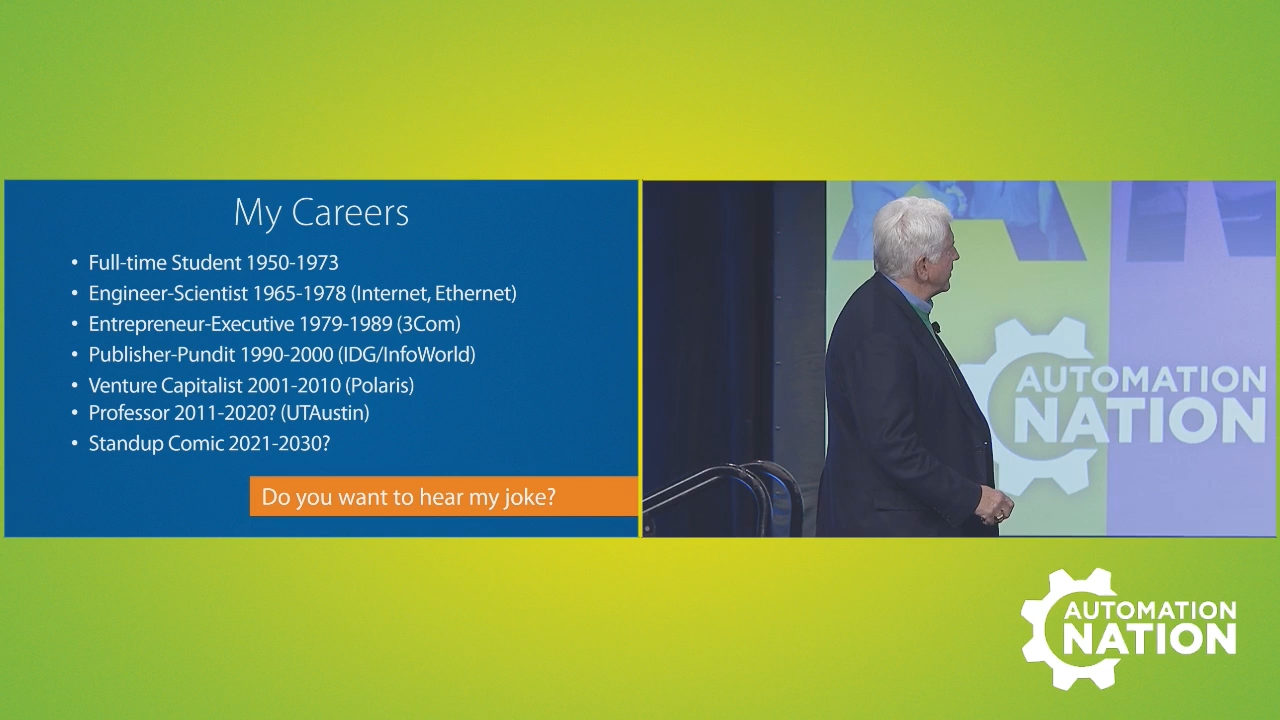 My Careers
• Full-time Student 1950-1973
• Engineer-Scientist 1965-1978 (Internet, Ethernet)
• Entrepreneur-Executive 1979-1989 (3Com)
• Publisher-Pundit 1990-2000 (IDG/InfoWorld)
• Venture Capitalist 2001-2010 (Polaris)
• Professor 2011-2020? (UTAustin)
• Standup Comic 2021-2030?
Do you want to hear my joke?
AUTOMATION
NATION
AUTOMATION
NATION